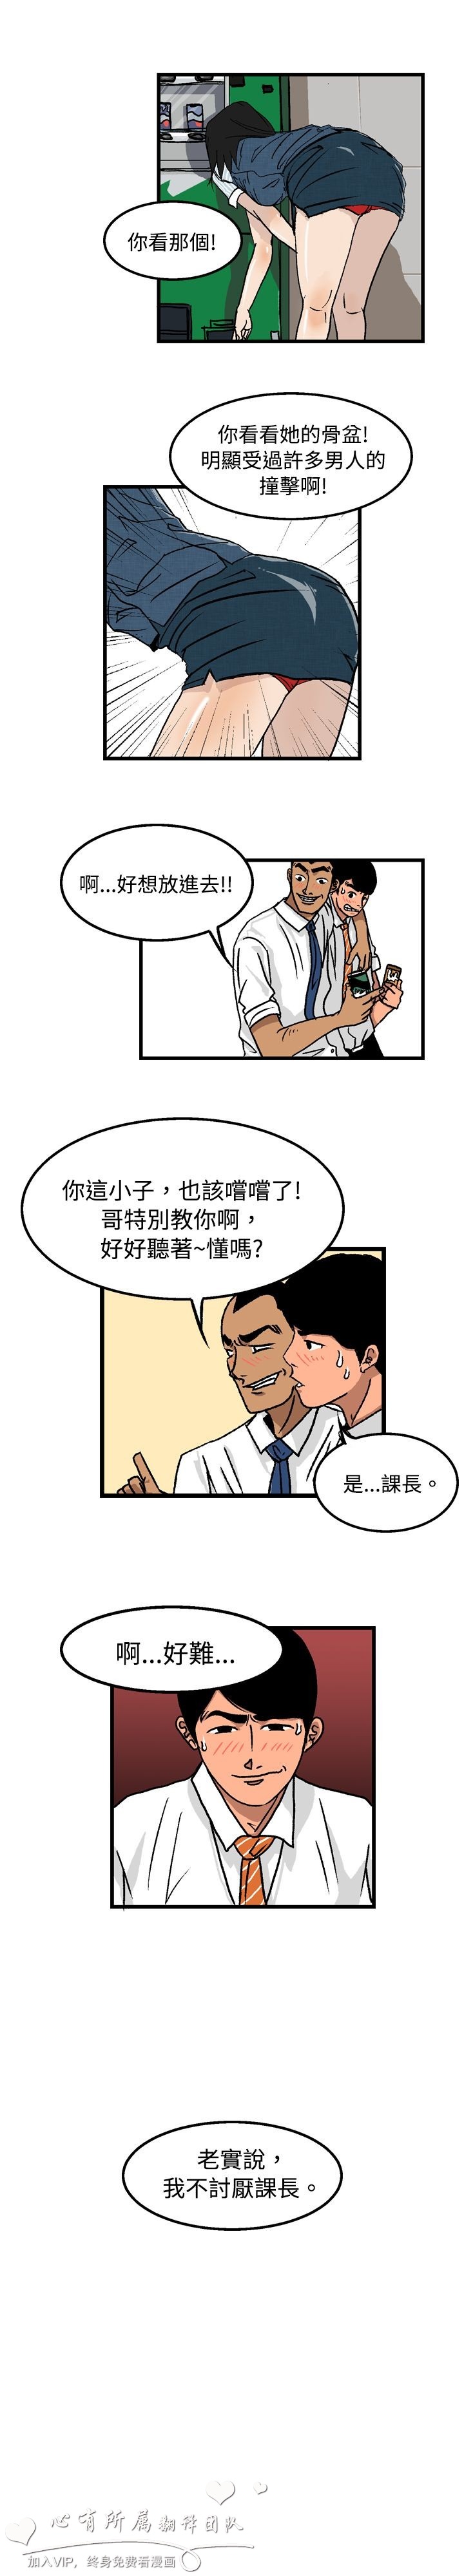 你看那個!
你看看她的骨盆!
明顯受過許多男人的
撞擊啊!
啊...好想放進去!!
你這小子，也該嚐嚐了!
哥特別教你啊，
好好聽著~懂嗎?
是...課長。
啊...好難...
老實說，
我不討厭課長。
心有所属翻译团队
加入VIP，终身免费看漫画